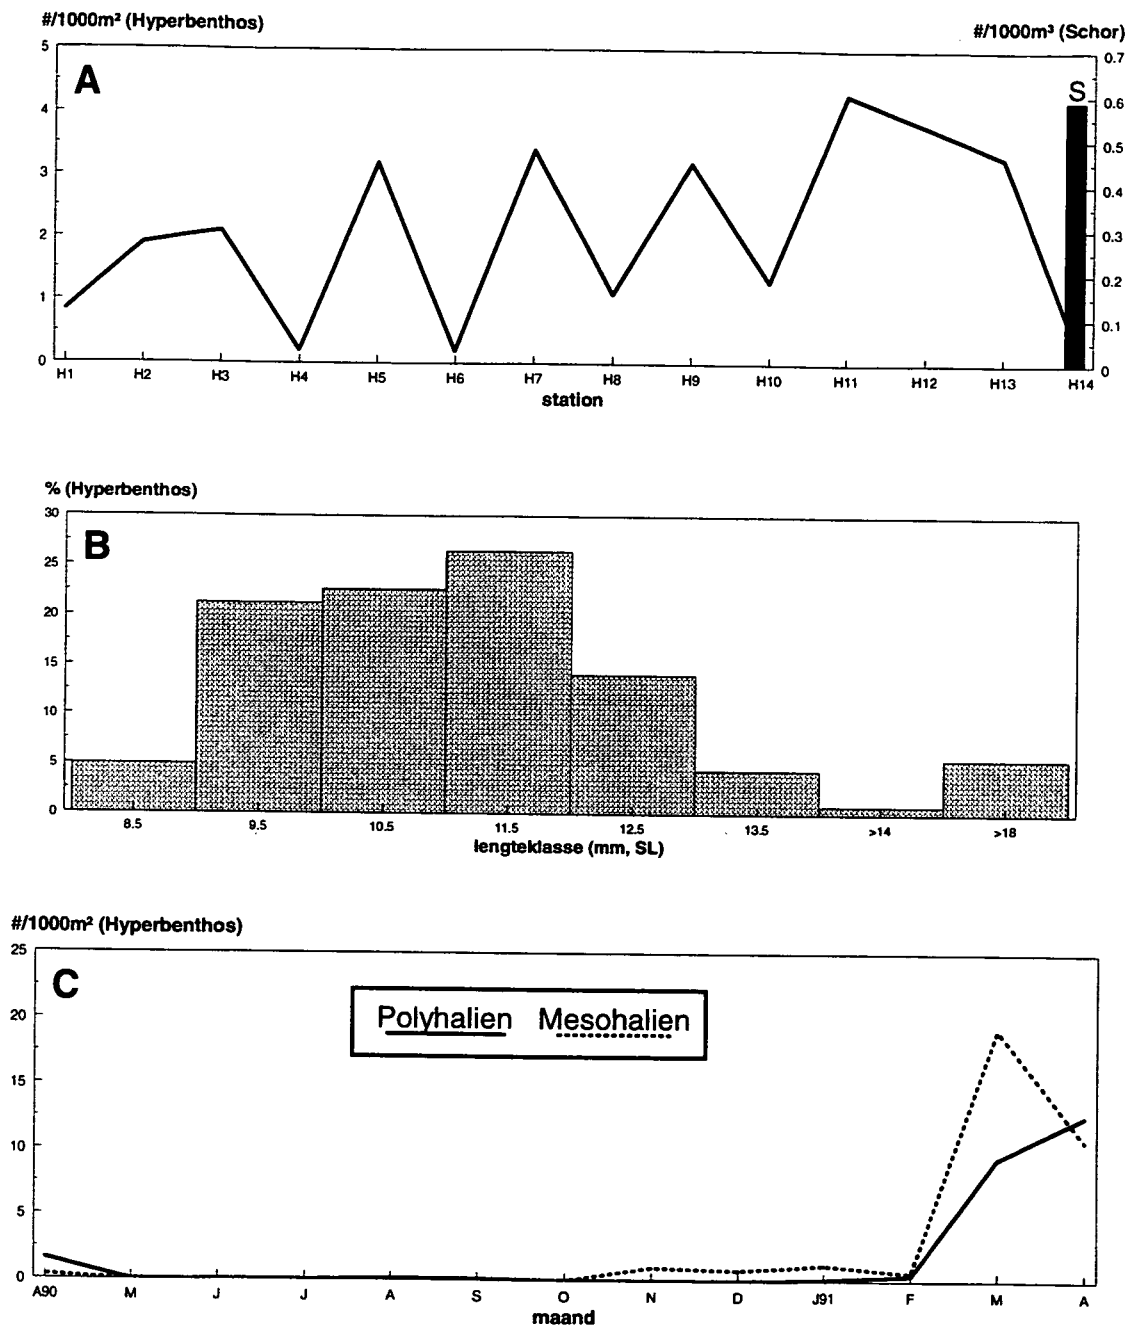 #/1000m² (Hyperbenthos)
#/1000m³ (Schor)
A
S
5
4
3
2
1
0
0.7
0.6
0.5
0.4
0.3
0.2
0.1
0
H1 H2 H3 H4 H5 H6 H7 H8 H9 H10 H11 H12 H13 H14
station
% (Hyperbenthos)
B
30
25
20
15
10
5
0
8.5 9.5 10.5 11.5 12.5 13.5 >14 >18
lengteklasse (mm, SL)
#/1000m² (Hyperbenthos)
C
Polyhalien Mesohalien
25
20
15
10
5
0
A90 M J J A S O N D J91 F M A
maand